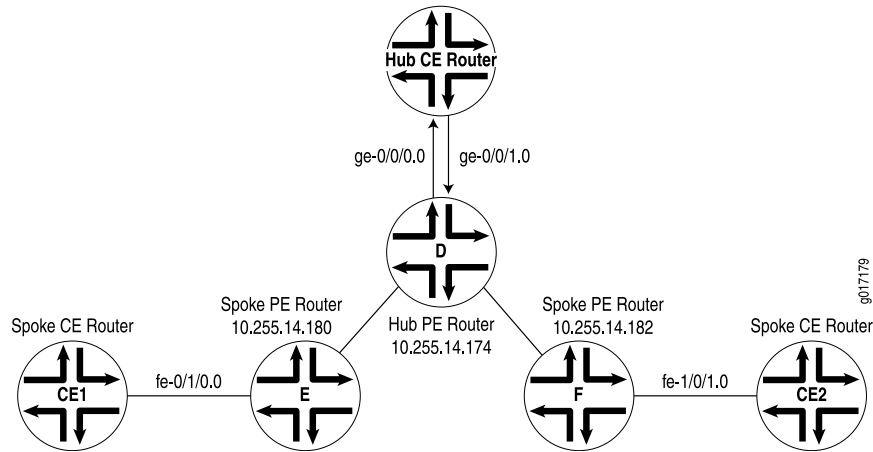 Hub CE Router
ge-0/0/0.0
ge-0/0/1.0
D
g017179
Spoke PE Router
10.255.14.180
Hub PE Router
10.255.14.174
Spoke PE Router
10.255.14.182
Spoke CE Router
Spoke CE Router
CE1
fe-0/1/0.0
E
F
fe-1/0/1.0
CE2